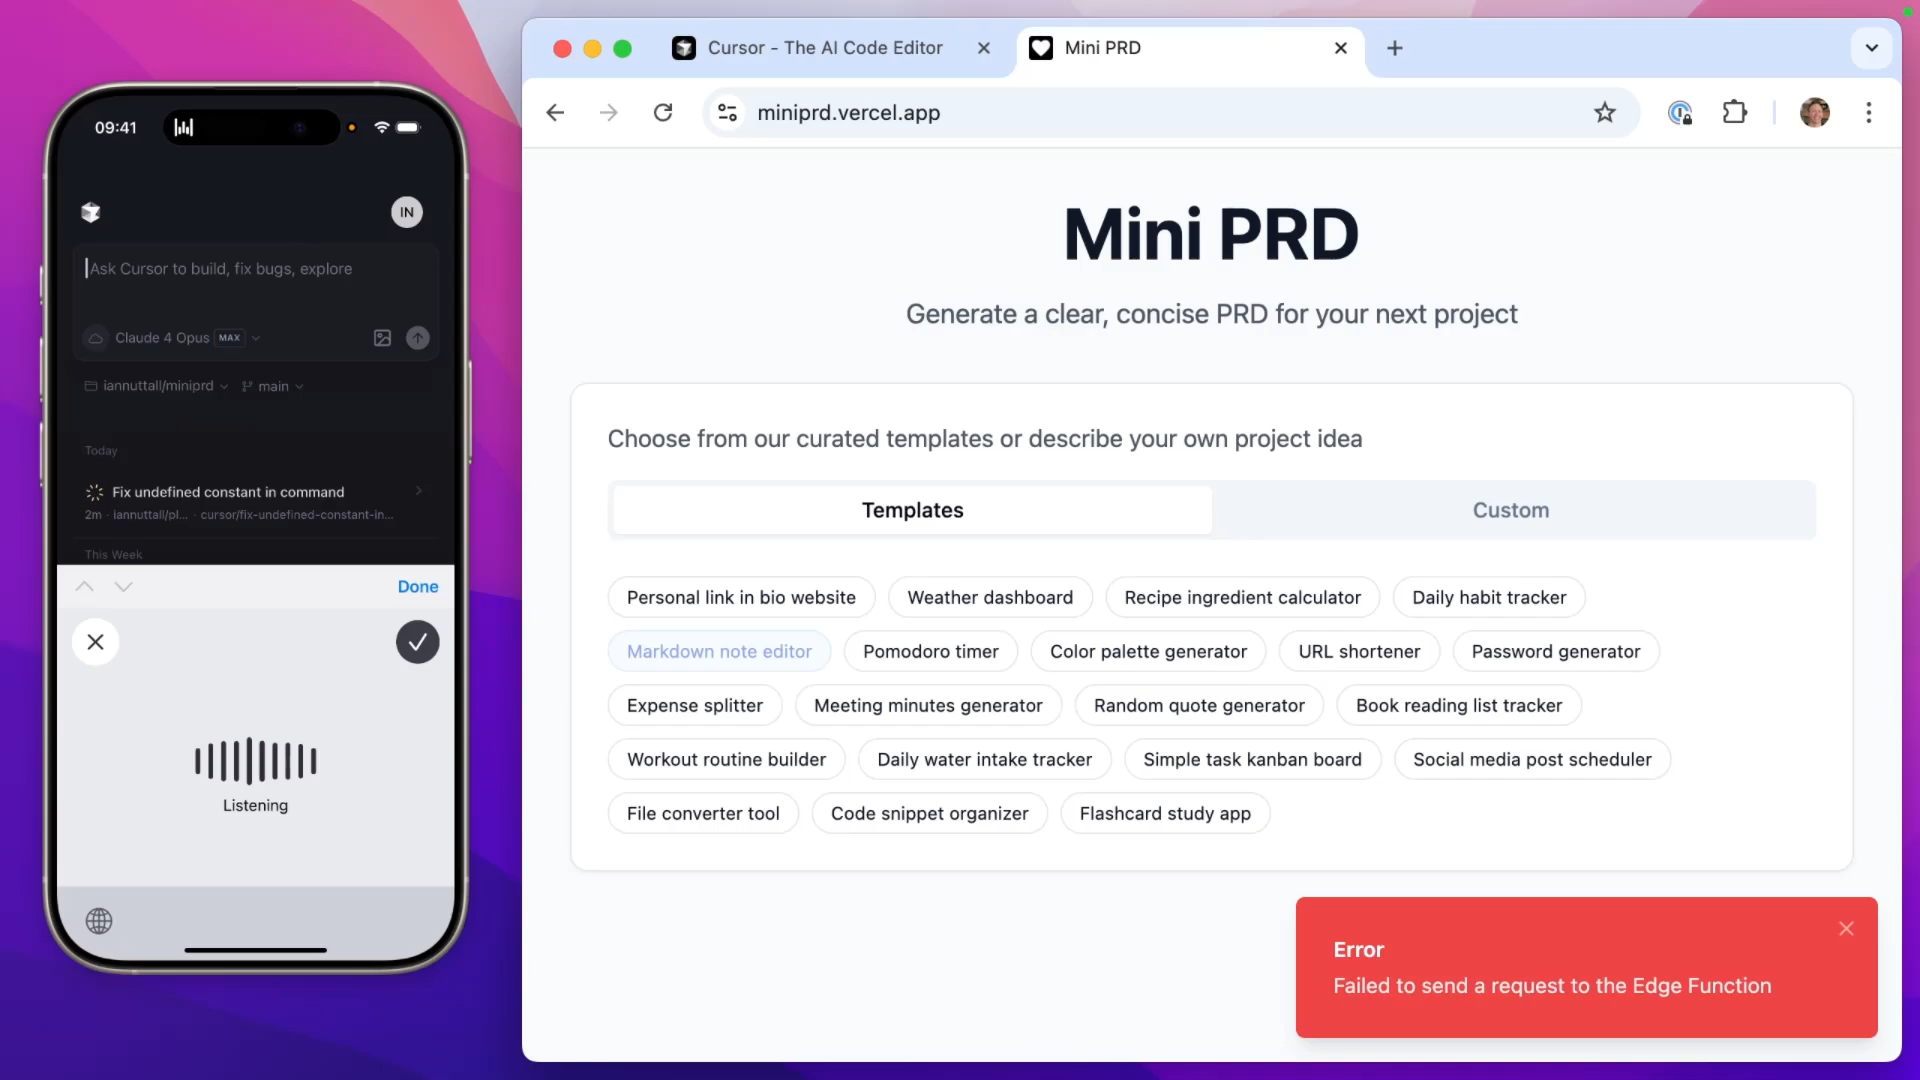 09:41
IN
Ask Cursor to build, fix bugs, explore
Claude 4 Opus MAX
iannuttall/miniprd main
Today
Fix undefined constant in command
2m · iannuttall/pl... · cursor/fix-undefined-constant-in...
This Week
Done
Listening
Cursor - The AI Code Editor
Mini PRD
miniprd.vercel.app
Mini PRD
Generate a clear, concise PRD for your next project
Choose from our curated templates or describe your own project idea
Templates Custom
Personal link in bio website Weather dashboard Recipe ingredient calculator Daily habit tracker
Markdown note editor Pomodoro timer Color palette generator URL shortener Password generator
Expense splitter Meeting minutes generator Random quote generator Book reading list tracker
Workout routine builder Daily water intake tracker Simple task kanban board Social media post scheduler
File converter tool Code snippet organizer Flashcard study app
Error
Failed to send a request to the Edge Function